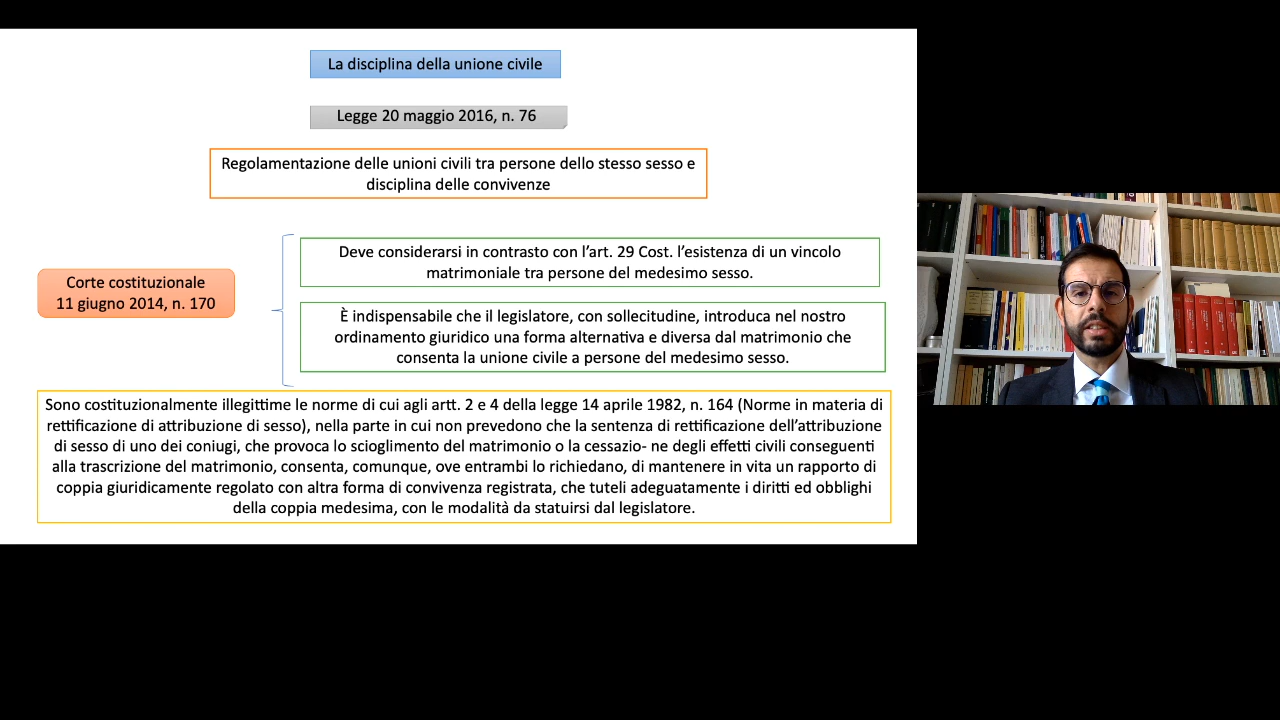 La disciplina della unione civile
Legge 20 maggio 2016, n. 76
Regolamentazione delle unioni civili tra persone dello stesso sesso e
disciplina delle convivenze
Corte costituzionale
11 giugno 2014, n. 170
Deve considerarsi in contrasto con l’art. 29 Cost. l’esistenza di un vincolo
matrimoniale tra persone del medesimo sesso.
È indispensabile che il legislatore, con sollecitudine, introduca nel nostro
ordinamento giuridico una forma alternativa e diversa dal matrimonio che
consenta la unione civile a persone del medesimo sesso.
Sono costituzionalmente illegittime le norme di cui agli artt. 2 e 4 della legge 14 aprile 1982, n. 164 (Norme in materia di
rettificazione di attribuzione di sesso), nella parte in cui non prevedono che la sentenza di rettificazione dell’attribuzione
di sesso di uno dei coniugi, che provoca lo scioglimento del matrimonio o la cessazio- ne degli effetti civili conseguenti
alla trascrizione del matrimonio, consenta, comunque, ove entrambi lo richiedano, di mantenere in vita un rapporto di
coppia giuridicamente regolato con altra forma di convivenza registrata, che tuteli adeguatamente i diritti ed obblighi
della coppia medesima, con le modalità da statuirsi dal legislatore.